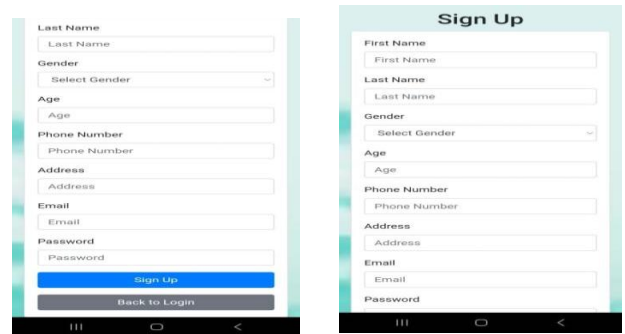 Last Name
Last Name
Gender
Select Gender
Age
Age
Phone Number
Phone Number
Address
Address
Email
Email
Password
Password
Sign Up
Back to Login
Sign Up
First Name
First Name
Last Name
Last Name
Gender
Select Gender
Age
Age
Phone Number
Phone Number
Address
Address
Email
Email
Password